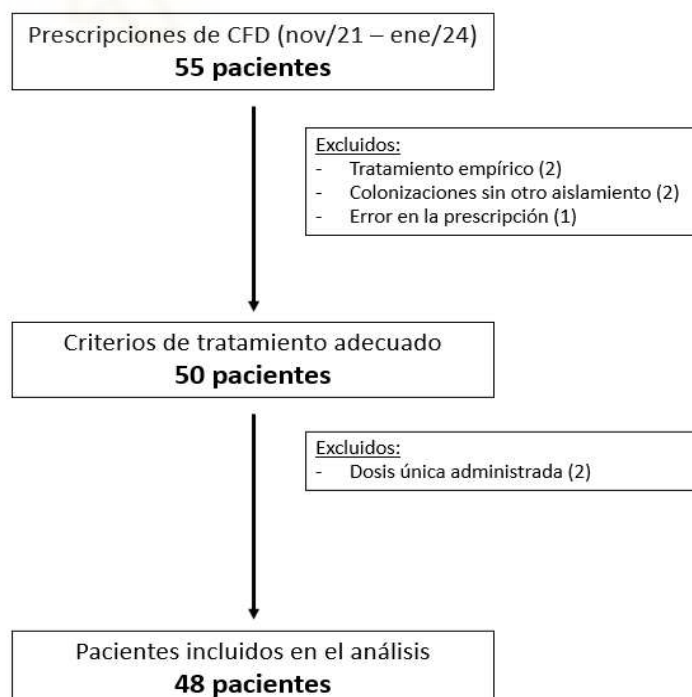 Prescripciones de CFD (nov/21 – ene/24)
55 pacientes
Excluidos:
- Tratamiento empírico (2)
- Colonizaciones sin otro aislamiento (2)
- Error en la prescripción (1)
Criterios de tratamiento adecuado
50 pacientes
Excluidos:
- Dosis única administrada (2)
Pacientes incluidos en el análisis
48 pacientes